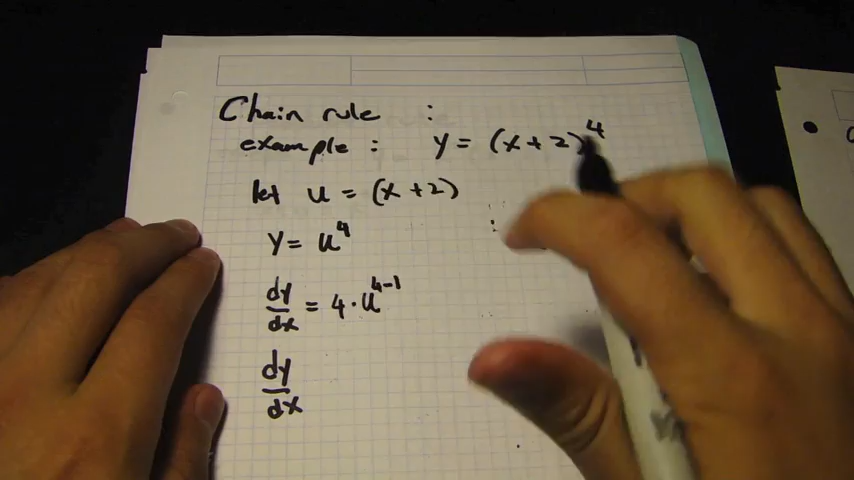 Chain rule :
example : y = (x + 2)^4
let u = (x + 2)
y = u^4
dy/dx = 4 · u^4-1
dy/dx